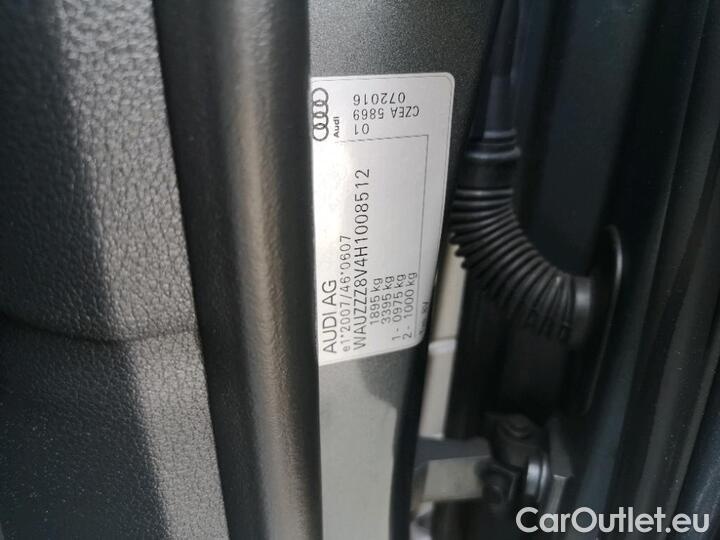 AUDI AG
e1*2007/46*0607
WAUZZZ8V4H1008512
1895 kg
3395 kg
1 - 0975 kg
2 - 1000 kg
8V
01
CZEA 5869
072016
Audi
CarOutlet.eu